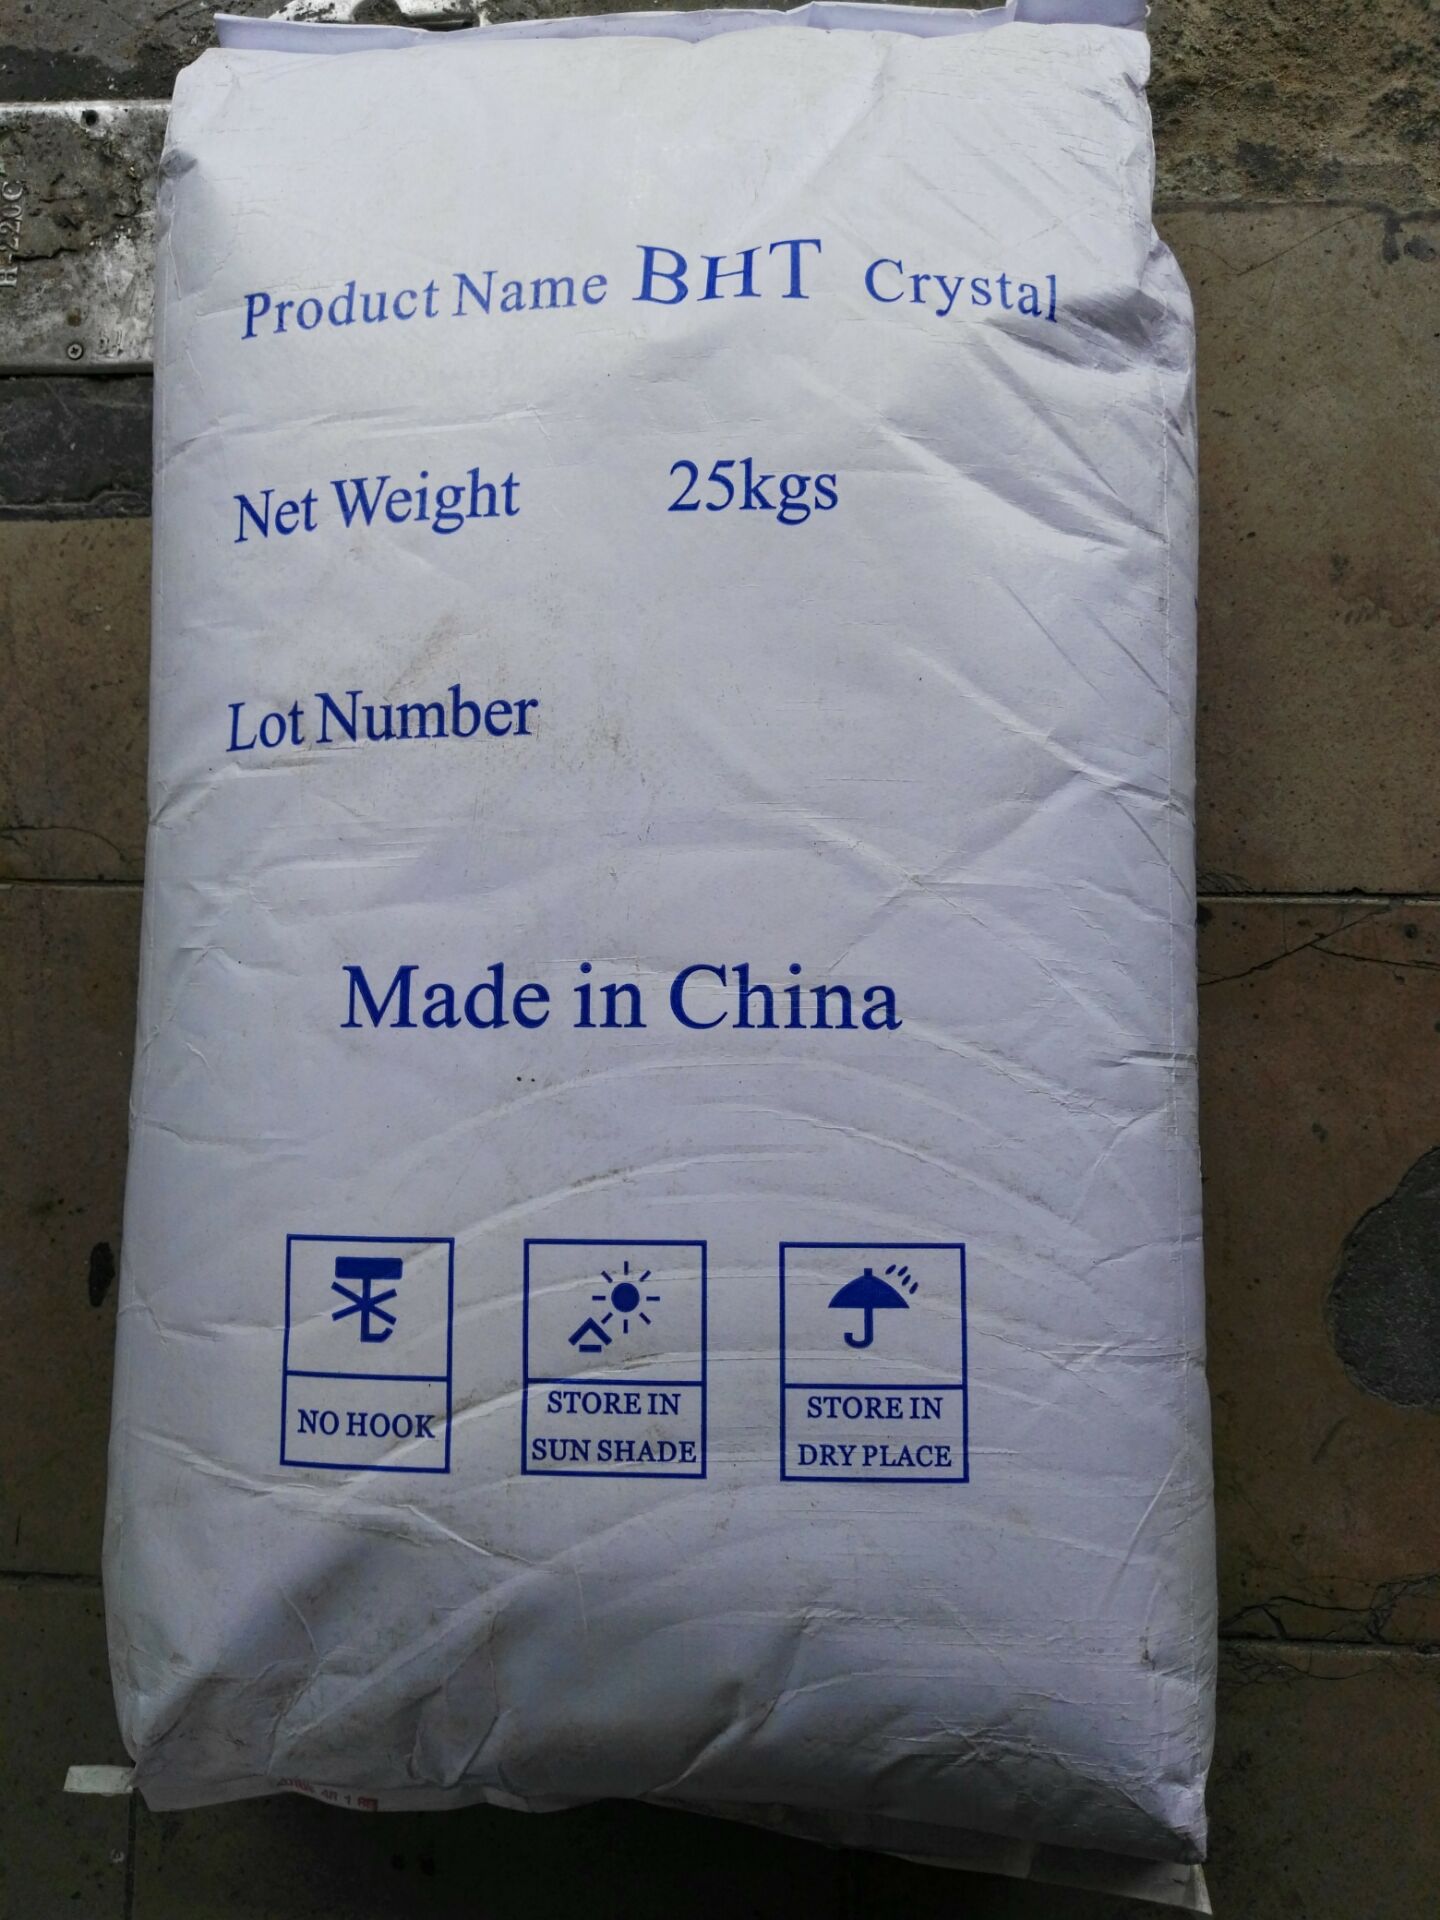 Product Name BHT Crystal
Net Weight 25kgs
Lot Number
Made in China
NO HOOK
STORE IN
SUN SHADE
STORE IN
DRY PLACE